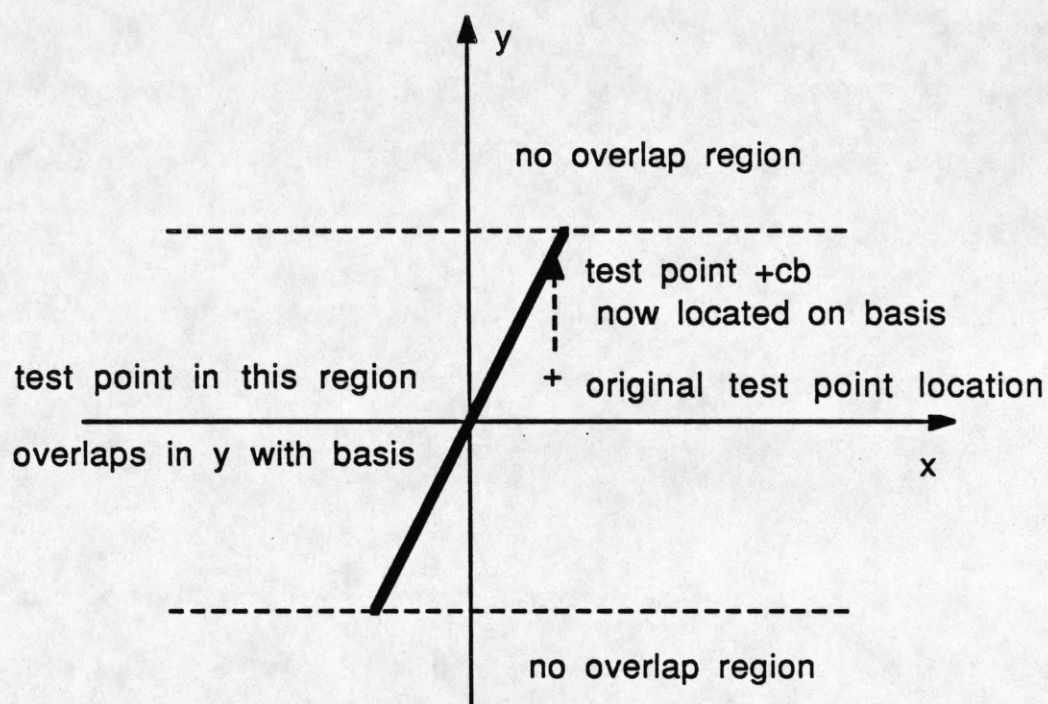 y
no overlap region
test point +cb
now located on basis
test point in this region
+ original test point location
overlaps in y with basis
x
no overlap region